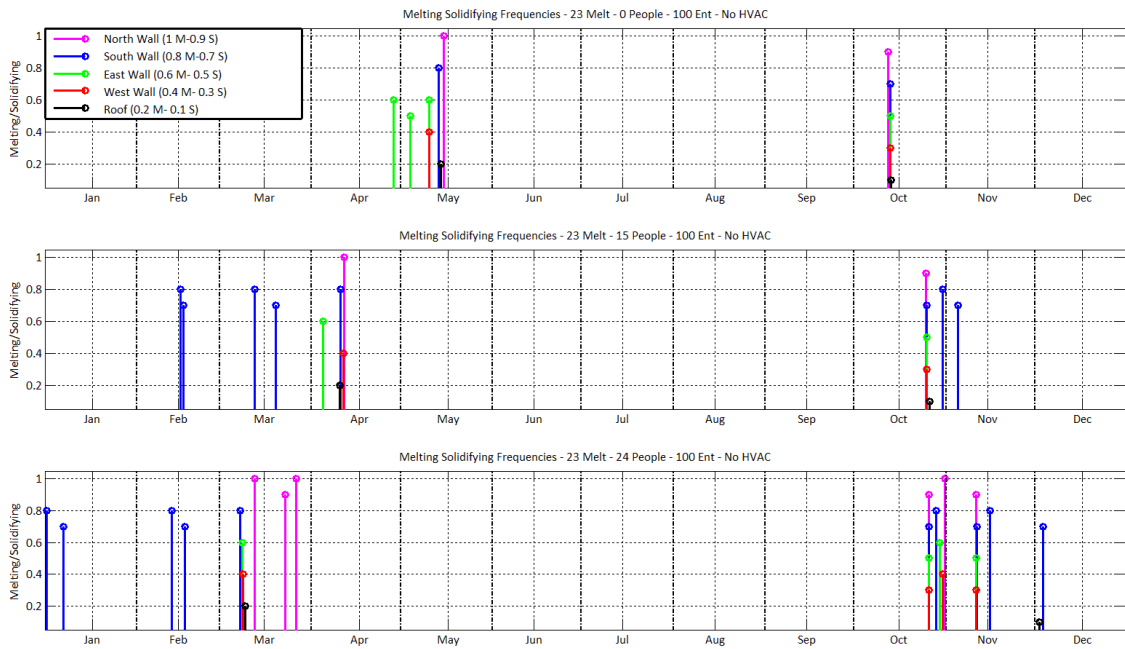 Melting Solidifying Frequencies - 23 Melt - 0 People - 100 Ent - No HVAC
Melting/Solidifying
1
0.8
0.6
0.4
0.2
North Wall (1 M-0.9 S)
South Wall (0.8 M-0.7 S)
East Wall (0.6 M- 0.5 S)
West Wall (0.4 M- 0.3 S)
Roof (0.2 M- 0.1 S)
Jan Feb Mar Apr May Jun Jul Aug Sep Oct Nov Dec
Melting Solidifying Frequencies - 23 Melt - 15 People - 100 Ent - No HVAC
Melting/Solidifying
1
0.8
0.6
0.4
0.2
Jan Feb Mar Apr May Jun Jul Aug Sep Oct Nov Dec
Melting Solidifying Frequencies - 23 Melt - 24 People - 100 Ent - No HVAC
Melting/Solidifying
1
0.8
0.6
0.4
0.2
Jan Feb Mar Apr May Jun Jul Aug Sep Oct Nov Dec